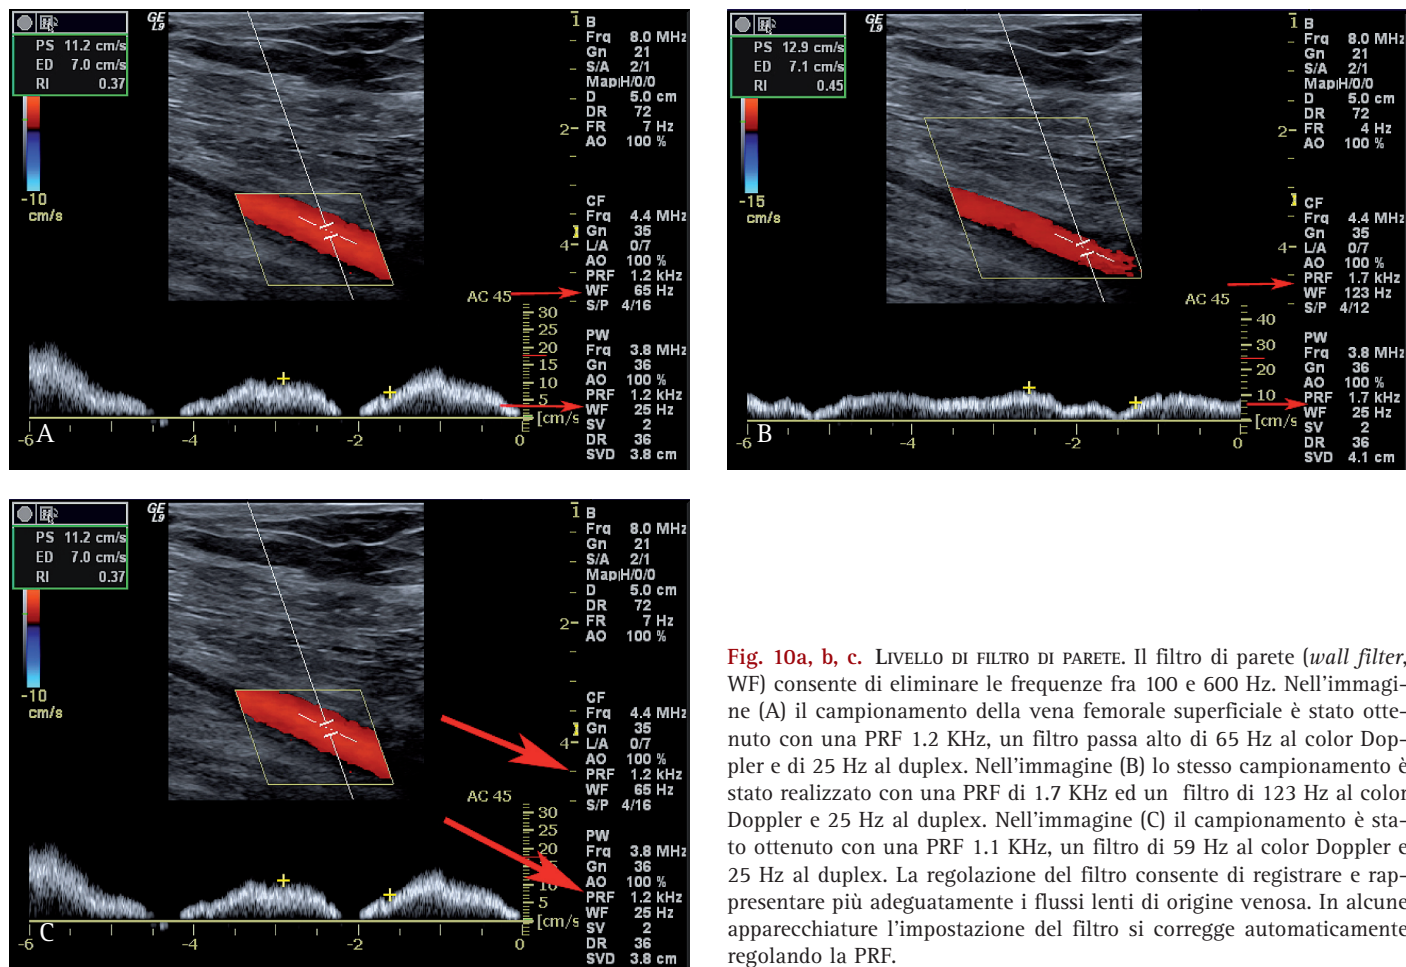 PS 11.2 cm/s
ED 7.0 cm/s
RI 0.37
-10
cm/s
GE
L9
1
2
4
B
Frq 8.0 MHz
Gn 21
S/A 2/1
Map H/0/0
D 5.0 cm
DR 72
FR 7 Hz
AO 100 %
CF
Frq 4.4 MHz
Gn 35
L/A 0/7
AO 100 %
PRF 1.2 kHz
WF 65 Hz
S/P 4/16
PW
Frq 3.8 MHz
Gn 36
AO 100%
PRF 1.2 kHz
WF 25 Hz
SV 2
DR 36
SVD 3.8 cm
AC 45
30
25
20
15
10
5
[cm/s
-6 -4 -2 0
A
PS 12.9 cm/s
ED 7.1 cm/s
RI 0.45
-15
cm/s
GE
L9
1
2
4
B
Frq 8.0 MHz
Gn 21
S/A 2/1
Map H/0/0
D 5.0 cm
DR 72
FR 4 Hz
AO 100 %
CF
Frq 4.4 MHz
Gn 35
L/A 0/7
AO 100 %
PRF 1.7 kHz
WF 123 Hz
S/P 4/12
PW
Frq 3.8 MHz
Gn 36
AO 100%
PRF 1.7 kHz
WF 25 Hz
SV 2
DR 36
SVD 4.1 cm
AC 45
40
30
20
10
[cm/s
-6 -4 -2 0
B
PS 11.2 cm/s
ED 7.0 cm/s
RI 0.37
-10
cm/s
GE
L9
1
2
4
B
Frq 8.0 MHz
Gn 21
S/A 2/1
Map H/0/0
D 5.0 cm
DR 72
FR 7 Hz
AO 100 %
CF
Frq 4.4 MHz
Gn 35
L/A 0/7
AO 100 %
PRF 1.2 kHz
WF 65 Hz
S/P 4/16
PW
Frq 3.8 MHz
Gn 36
AO 100%
PRF 1.2 kHz
WF 25 Hz
SV 2
DR 36
SVD 3.8 cm
AC 45
30
25
20
15
10
5
[cm/s
-6 -4 -2 0
C
Fig. 10a, b, c. LIVELLO DI FILTRO DI PARETE. Il filtro di parete (wall filter,
WF) consente di eliminare le frequenze fra 100 e 600 Hz. Nell'immagi-
ne (A) il campionamento della vena femorale superficiale è stato otte-
nuto con una PRF 1.2 KHz, un filtro passa alto di 65 Hz al color Dop-
pler e di 25 Hz al duplex. Nell'immagine (B) lo stesso campionamento è
stato realizzato con una PRF di 1.7 KHz ed un filtro di 123 Hz al color
Doppler e 25 Hz al duplex. Nell'immagine (C) il campionamento è sta-
to ottenuto con una PRF 1.1 KHz, un filtro di 59 Hz al color Doppler e
25 Hz al duplex. La regolazione del filtro consente di registrare e rap-
presentare più adeguatamente i flussi lenti di origine venosa. In alcune
apparecchiature l'impostazione del filtro si corregge automaticamente
regolando la PRF.